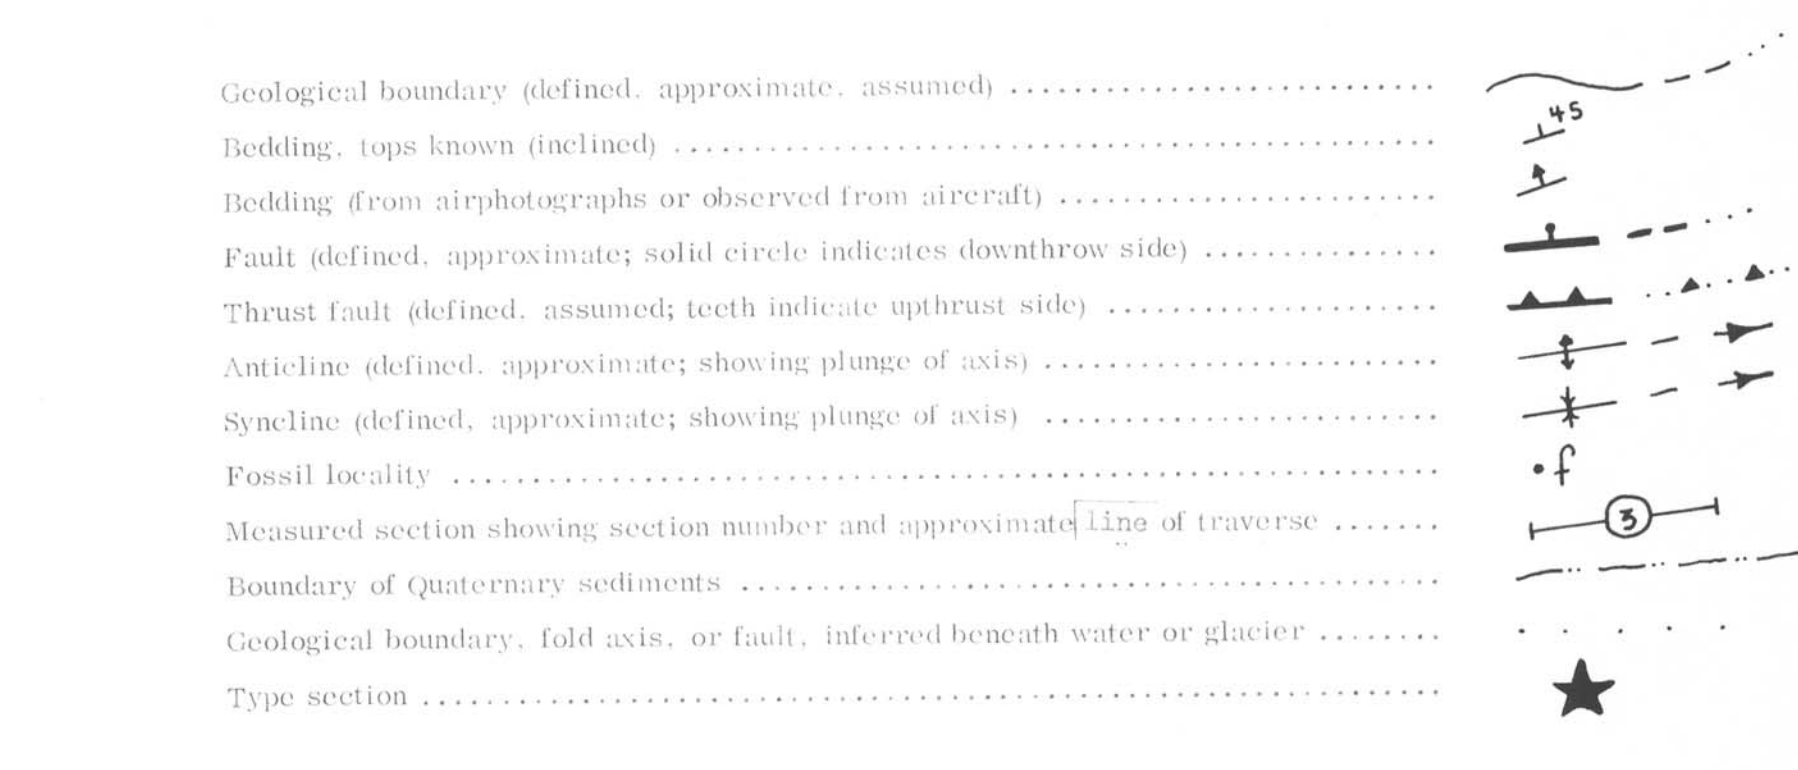 Geological boundary (defined, approximate, assumed) ...........................
45
Bedding, tops known (inclined) ................................................
Bedding (from airphotographs or observed from aircraft) ........................
Fault (defined, approximate; solid circle indicates downthrow side) ...............
Thrust fault (defined, assumed; teeth indicate upthrust side) .....................
Anticline (defined, approximate; showing plunge of axis) .........................
Syncline (defined, approximate; showing plunge of axis) .........................
Fossil locality .................................................. f
Measured section showing section number and approximate line of traverse ....... 3
Boundary of Quaternary sediments ............................................
Geological boundary, fold axis, or fault, inferred beneath water or glacier ........
Type section ................................................................